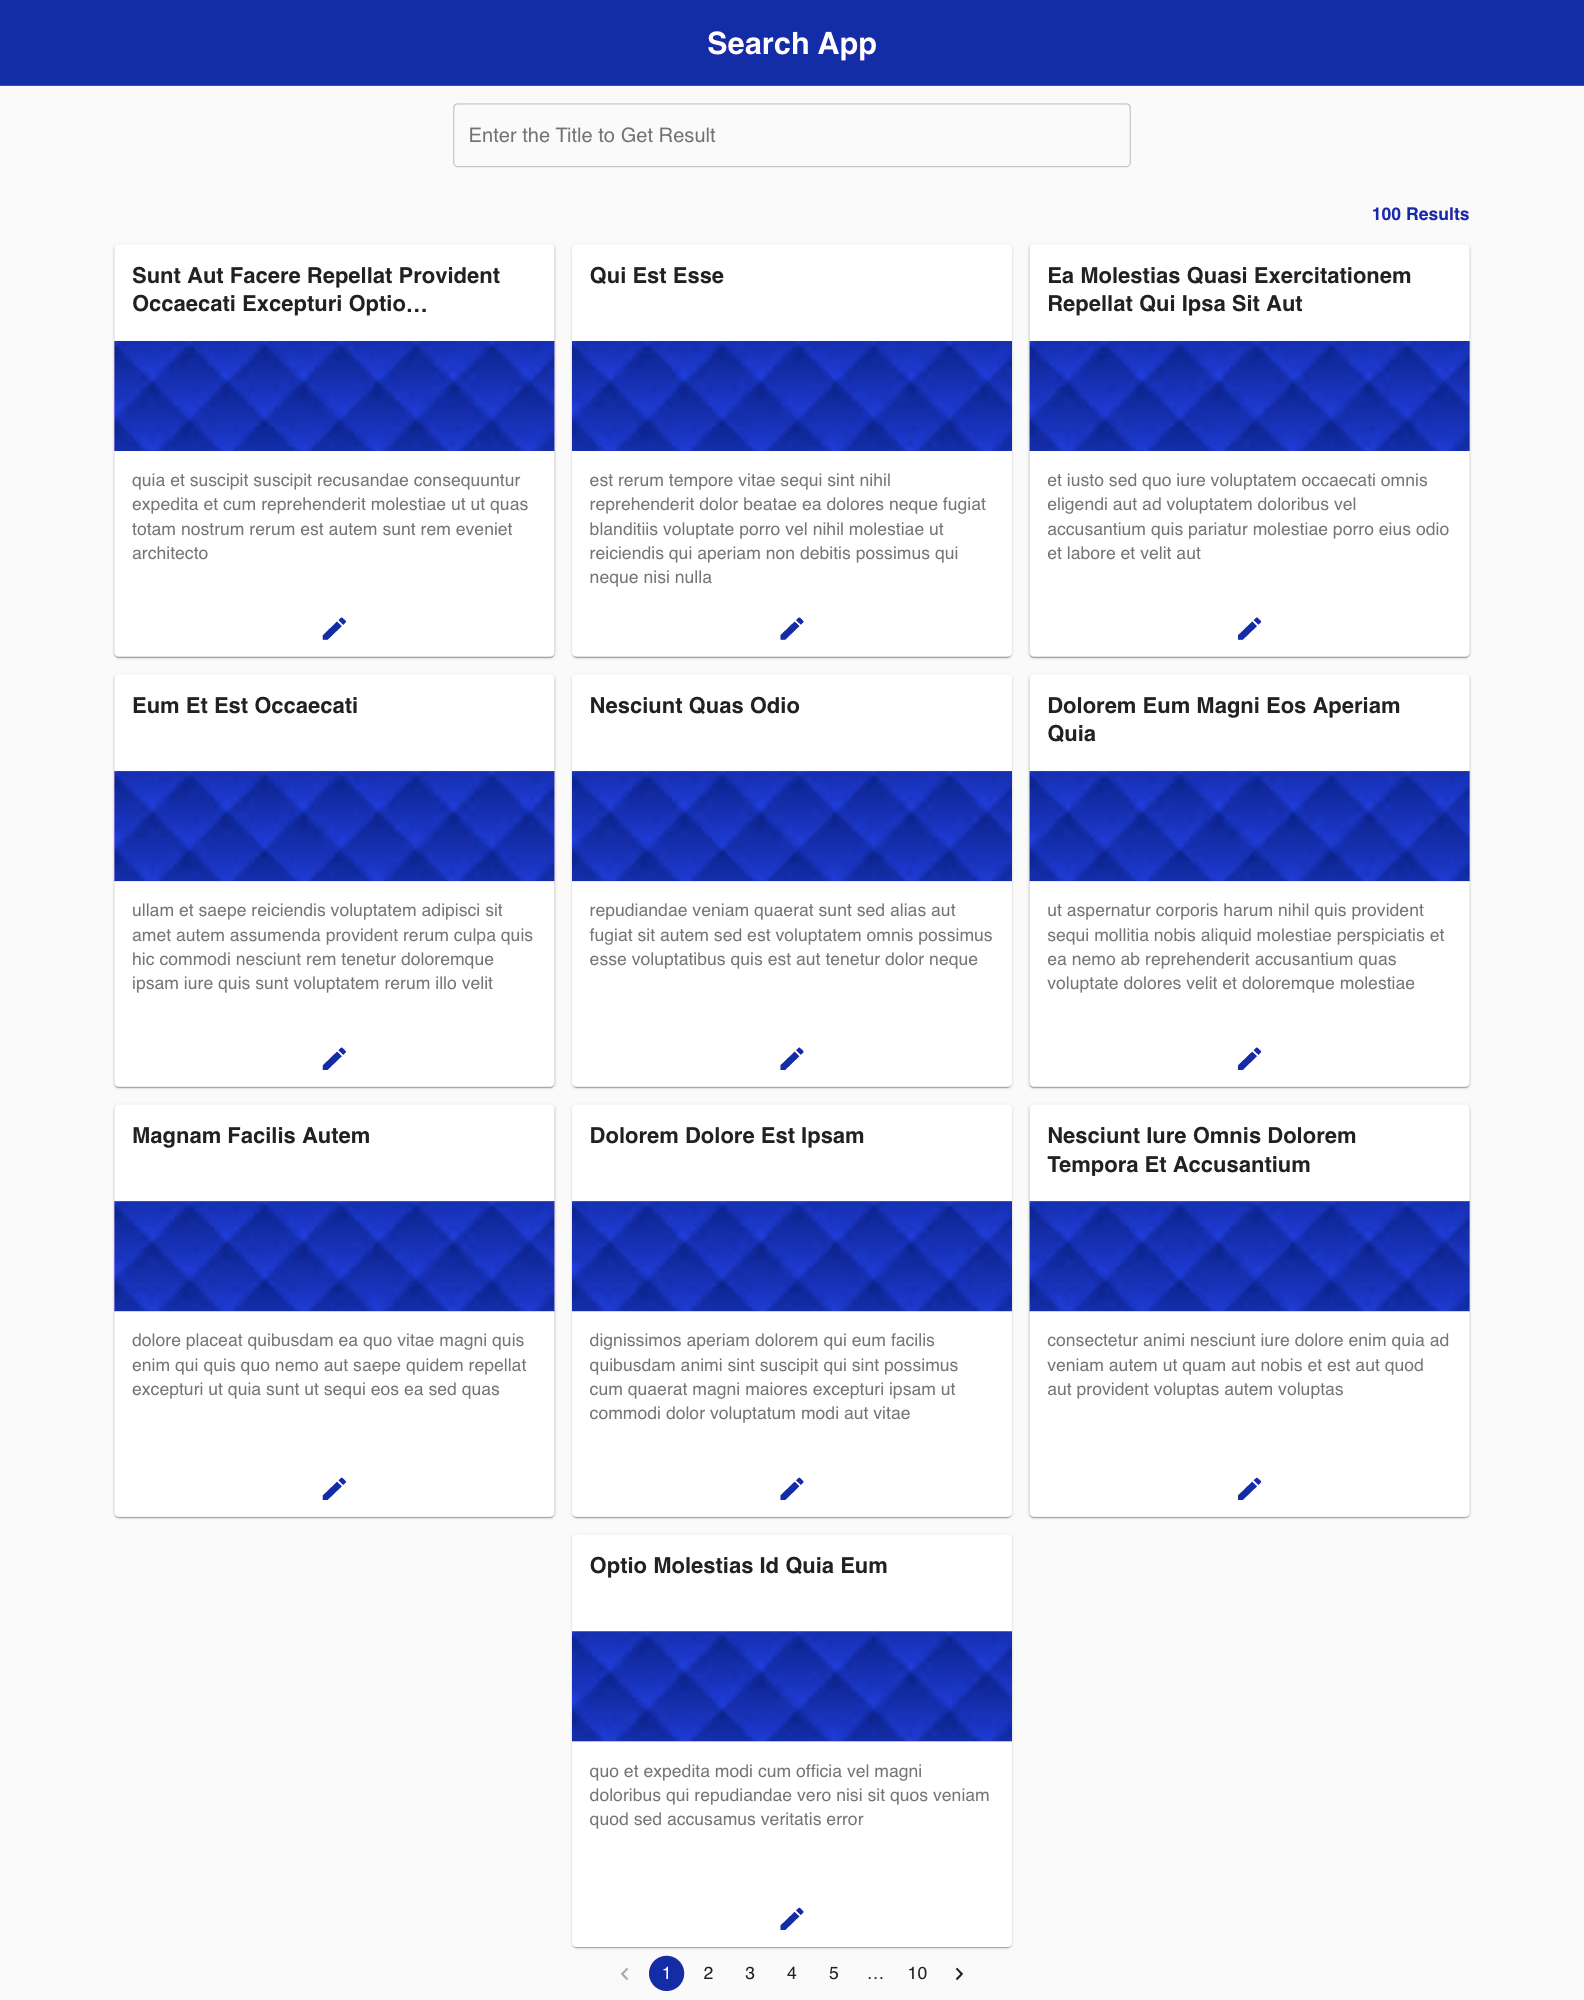 Search App
Enter the Title to Get Result
100 Results
Sunt Aut Facere Repellat Provident
Occaecati Excepturi Optio...
quia et suscipit suscipit recusandae consequuntur
expedita et cum reprehenderit molestiae ut ut quas
totam nostrum rerum est autem sunt rem eveniet
architecto
Qui Est Esse
est rerum tempore vitae sequi sint nihil
reprehenderit dolor beatae ea dolores neque fugiat
blanditiis voluptate porro vel nihil molestiae ut
reiciendis qui aperiam non debitis possimus qui
neque nisi nulla
Ea Molestias Quasi Exercitationem
Repellat Qui Ipsa Sit Aut
et iusto sed quo iure voluptatem occaecati omnis
eligendi aut ad voluptatem doloribus vel
accusantium quis pariatur molestiae porro eius odio
et labore et velit aut
Eum Et Est Occaecati
ullam et saepe reiciendis voluptatem adipisci sit
amet autem assumenda provident rerum culpa quis
hic commodi nesciunt rem tenetur doloremque
ipsam iure quis sunt voluptatem rerum illo velit
Nesciunt Quas Odio
repudiandae veniam quaerat sunt sed alias aut
fugiat sit autem sed est voluptatem omnis possimus
esse voluptatibus quis est aut tenetur dolor neque
Dolorem Eum Magni Eos Aperiam
Quia
ut aspernatur corporis harum nihil quis provident
sequi mollitia nobis aliquid molestiae perspiciatis et
ea nemo ab reprehenderit accusantium quas
voluptate dolores velit et doloremque molestiae
Magnam Facilis Autem
dolore placeat quibusdam ea quo vitae magni quis
enim qui quis quo nemo aut saepe quidem repellat
excepturi ut quia sunt ut sequi eos ea sed quas
Dolorem Dolore Est Ipsam
dignissimos aperiam dolorem qui eum facilis
quibusdam animi sint suscipit qui sint possimus
cum quaerat magni maiores excepturi ipsam ut
commodi dolor voluptatum modi aut vitae
Nesciunt Iure Omnis Dolorem
Tempora Et Accusantium
consectetur animi nesciunt iure dolore enim quia ad
veniam autem ut quam aut nobis et est aut quod
aut provident voluptas autem voluptas
Optio Molestias Id Quia Eum
quo et expedita modi cum officia vel magni
doloribus qui repudiandae vero nisi sit quos veniam
quod sed accusamus veritatis error
1 2 3 4 5 ... 10